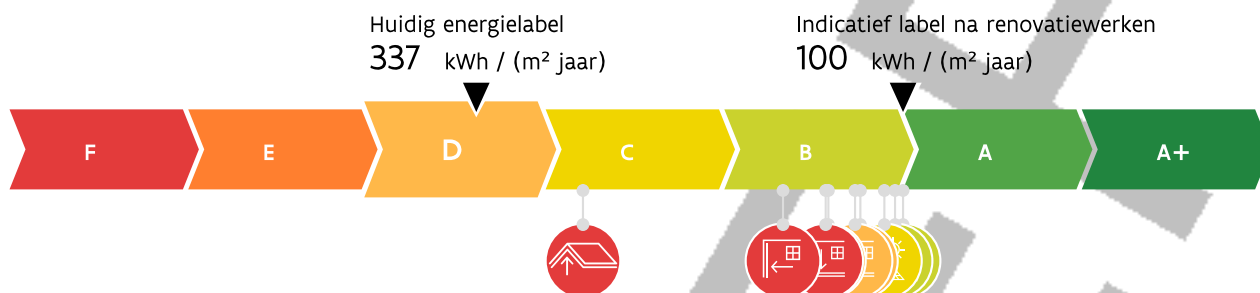 Huidig energielabel
337 kWh / (m² jaar)
Indicatief label na renovatiewerken
100 kWh / (m² jaar)
F E D C B A A+